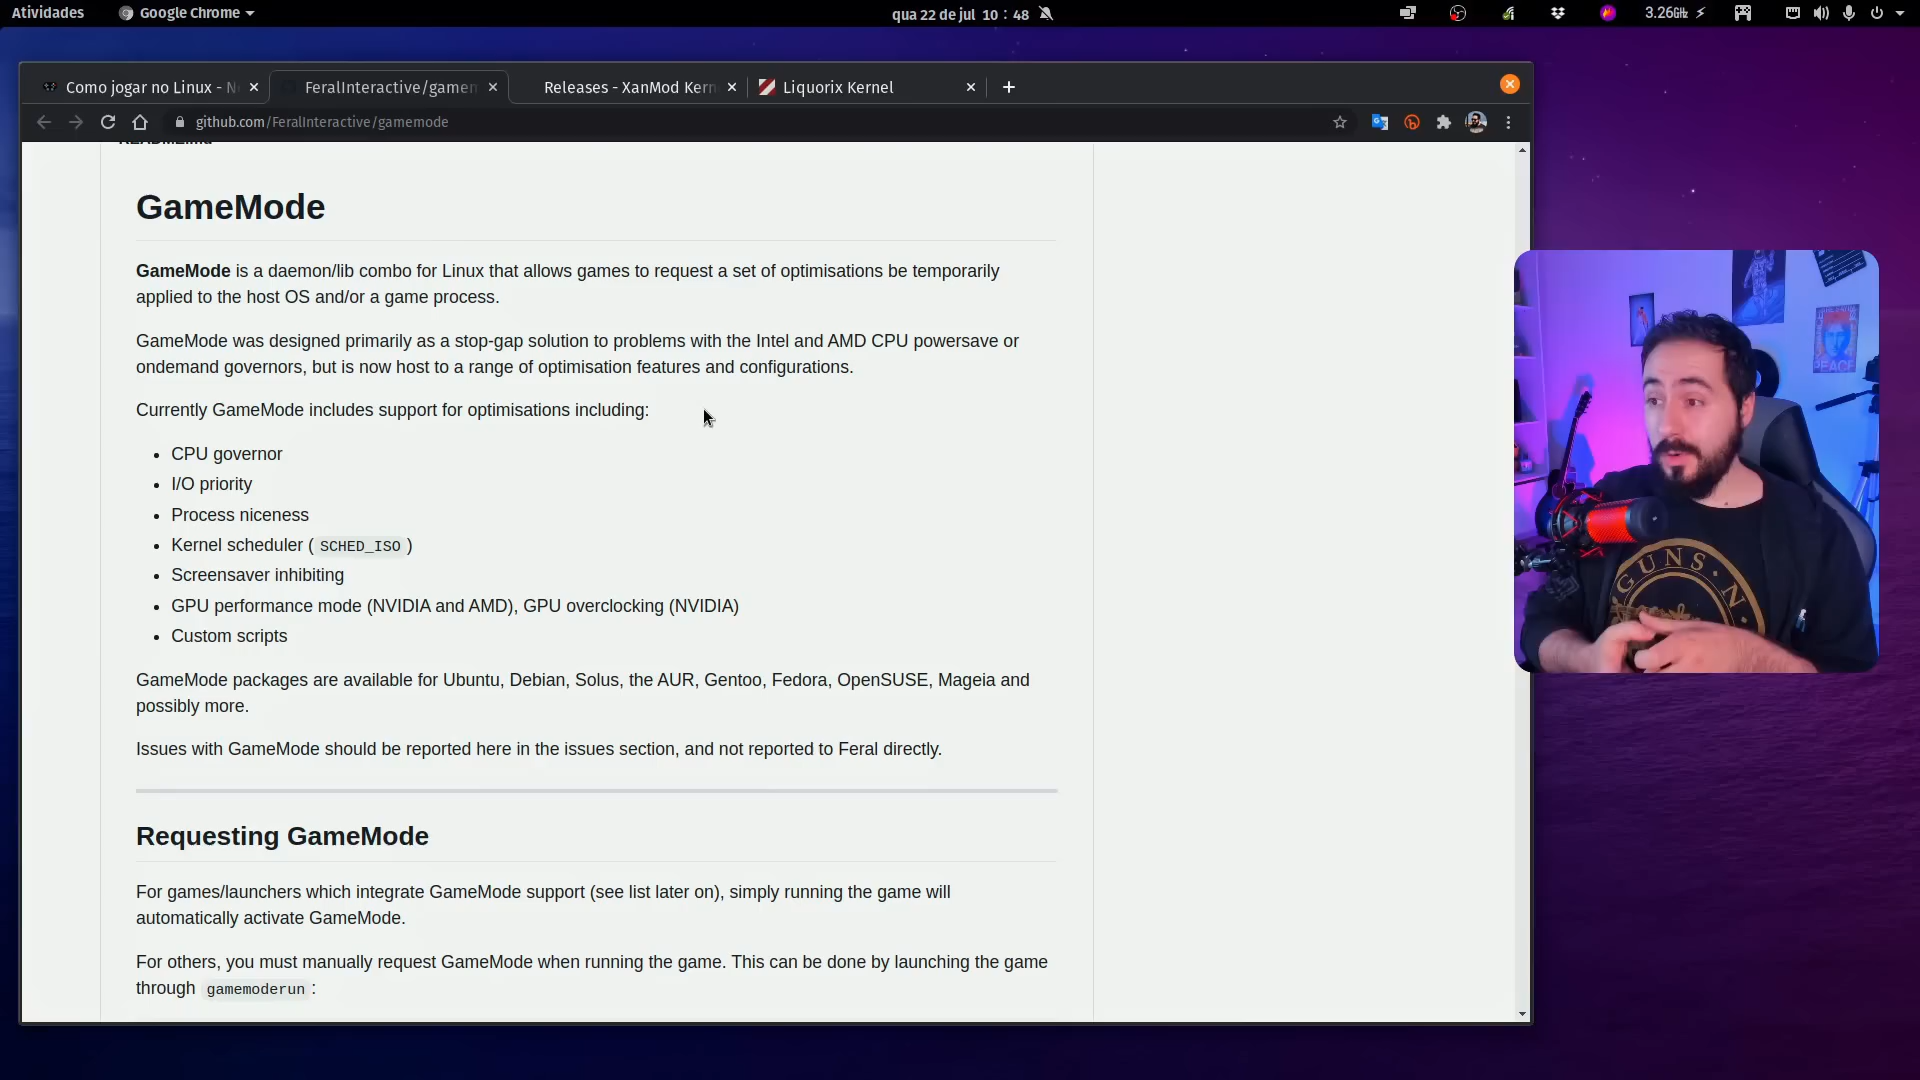 Atividades
Google Chrome
qua 22 de jul 10 : 48
3.26GHz
Como jogar no Linux - N
FeralInteractive/gamem
Releases - XanMod Kern
Liquorix Kernel
github.com/FeralInteractive/gamemode
README.md
GameMode
GameMode is a daemon/lib combo for Linux that allows games to request a set of optimisations be temporarily
applied to the host OS and/or a game process.
GameMode was designed primarily as a stop-gap solution to problems with the Intel and AMD CPU powersave or
ondemand governors, but is now host to a range of optimisation features and configurations.
Currently GameMode includes support for optimisations including:
• CPU governor
• I/O priority
• Process niceness
• Kernel scheduler ( SCHED_ISO )
• Screensaver inhibiting
• GPU performance mode (NVIDIA and AMD), GPU overclocking (NVIDIA)
• Custom scripts
GameMode packages are available for Ubuntu, Debian, Solus, the AUR, Gentoo, Fedora, OpenSUSE, Mageia and
possibly more.
Issues with GameMode should be reported here in the issues section, and not reported to Feral directly.
Requesting GameMode
For games/launchers which integrate GameMode support (see list later on), simply running the game will
automatically activate GameMode.
For others, you must manually request GameMode when running the game. This can be done by launching the game
through gamemoderun :
PEACE
GUNS N